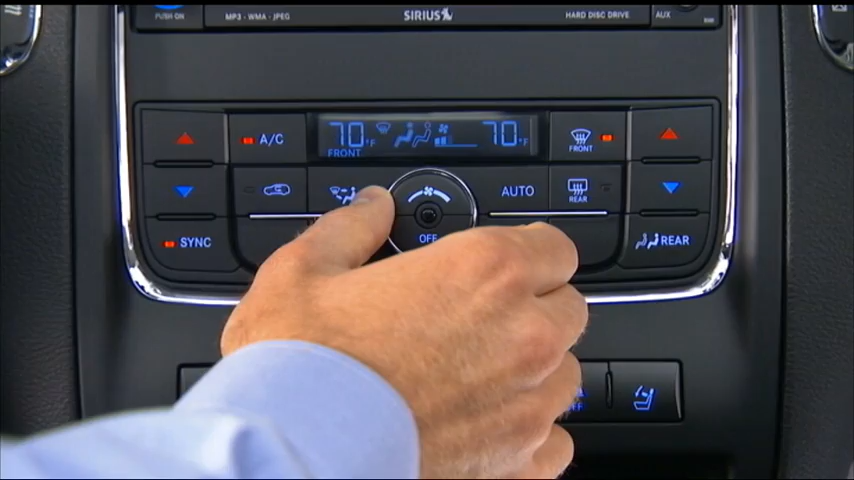 PUSH ON MP3 · WMA · JPEG SIRIUS HARD DISC DRIVE AUX
A/C 70°F 70°F FRONT
FRONT
AUTO REAR
SYNC OFF REAR